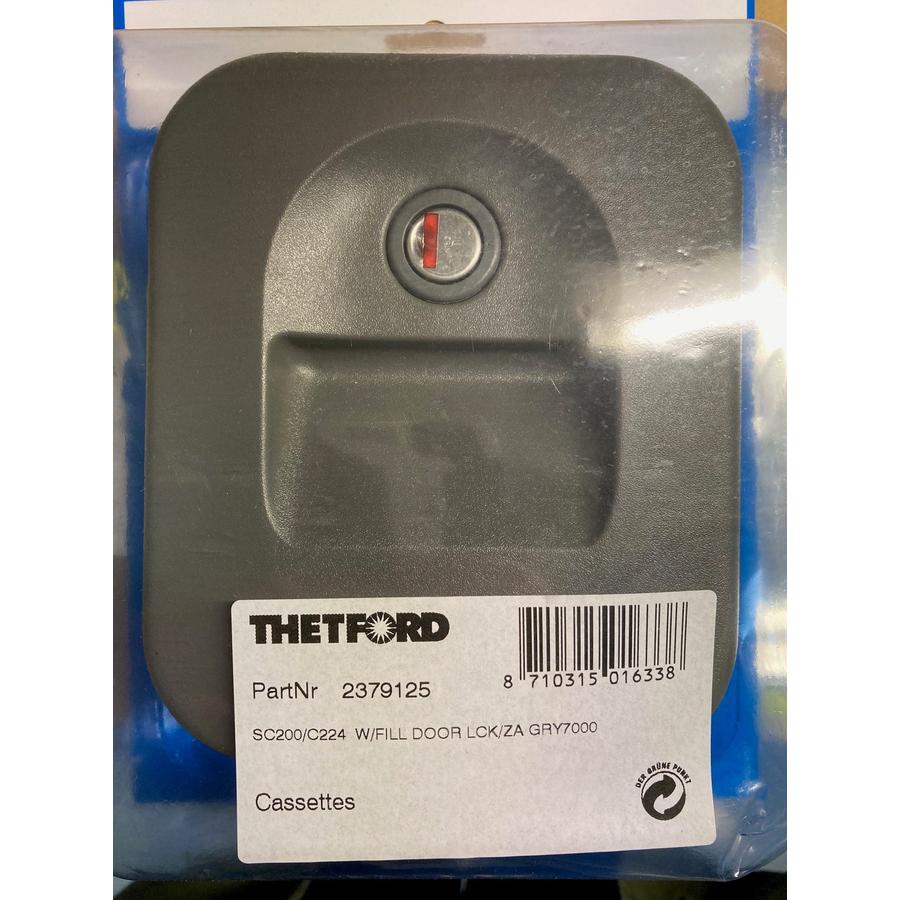 THETFORD
8 710315 016338
PartNr 2379125
SC200/C224 W/FILL DOOR LCK/ZA GRY7000
Cassettes
DER GRÜNE PUNKT